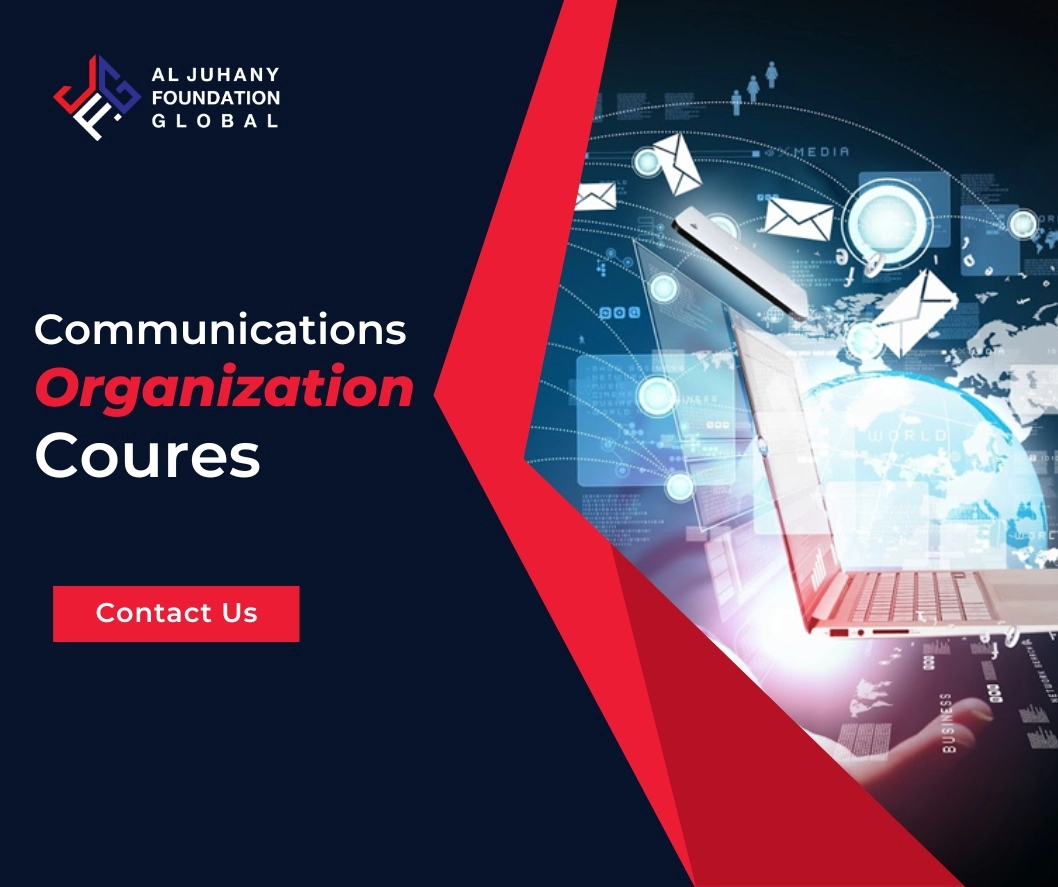 AL JUHANY
FOUNDATION
GLOBAL
Communications
Organization
Coures
Contact Us
MEDIA
WORLD
BUSINESS